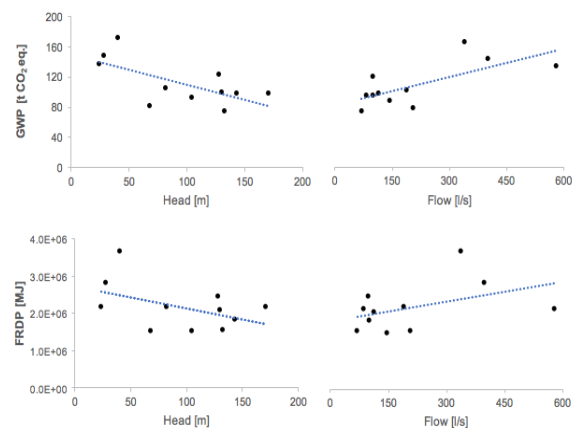 GWP [t CO2 eq.]
200
160
120
80
40
0
0 50 100 150 200
Head [m]
0 150 300 450 600
Flow [l/s]
FRDP [MJ]
4.0E+06
3.0E+06
2.0E+06
1.0E+06
0.0E+00
0 50 100 150 200
Head [m]
0 150 300 450 600
Flow [l/s]